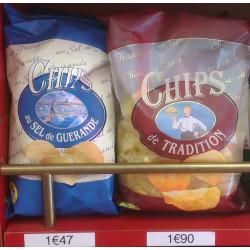 CHIPS
au SEL de GUERANDE
CHIPS
de TRADITION
1€47
1€90